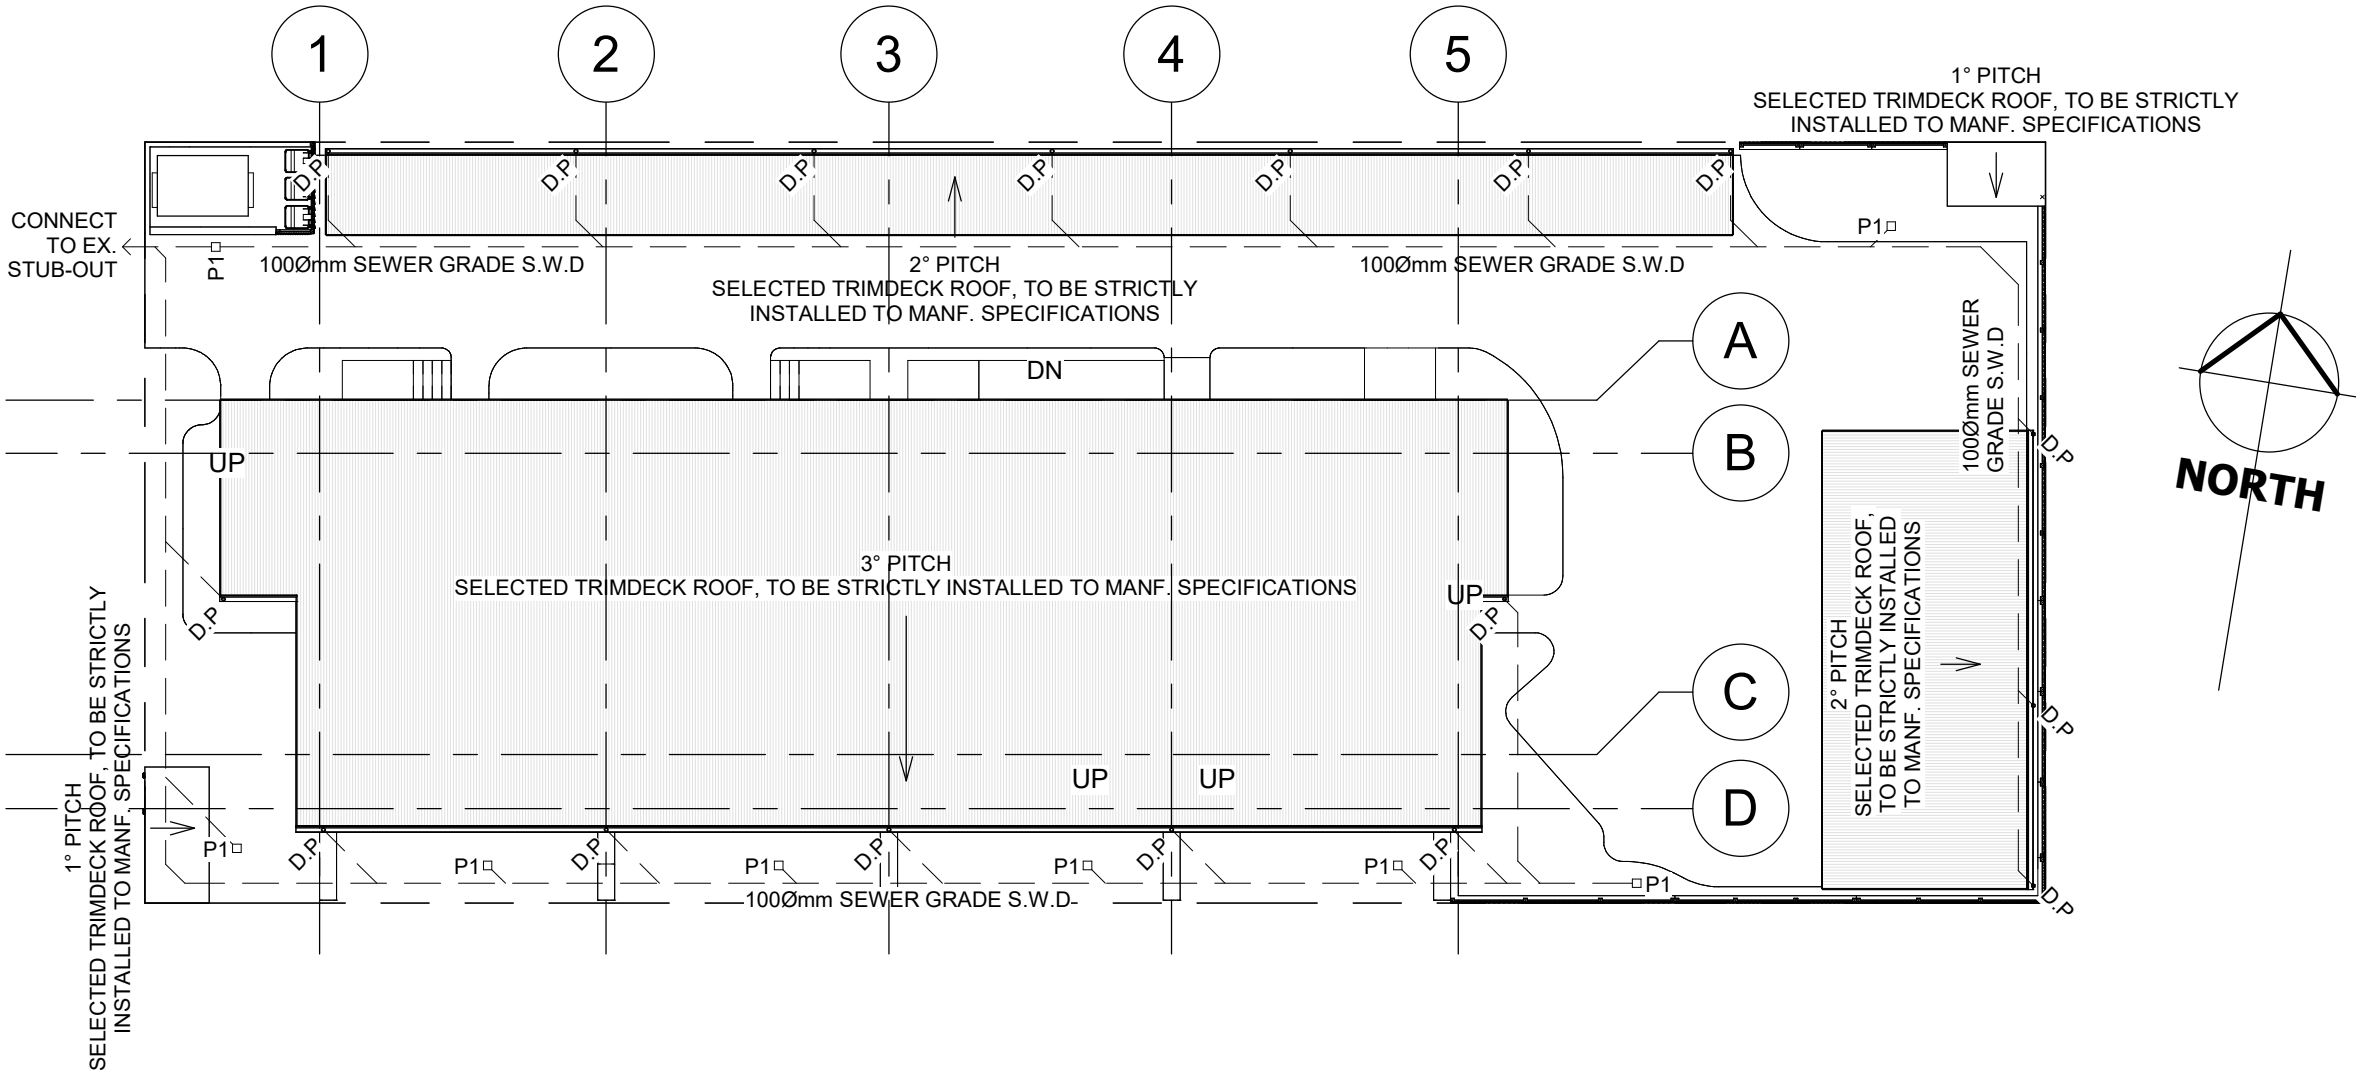 1
2
3
4
5
1° PITCH
SELECTED TRIMDECK ROOF, TO BE STRICTLY
INSTALLED TO MANF. SPECIFICATIONS
D.P
D.P
D.P
D.P
D.P
D.P
D.P
CONNECT
TO EX.
STUB-OUT
P1
P1
100Ømm SEWER GRADE S.W.D
2° PITCH
SELECTED TRIMDECK ROOF, TO BE STRICTLY
INSTALLED TO MANF. SPECIFICATIONS
100Ømm SEWER GRADE S.W.D
100Ømm SEWER
GRADE S.W.D
A
DN
B
D.P
UP
NORTH
3° PITCH
SELECTED TRIMDECK ROOF, TO BE STRICTLY INSTALLED TO MANF. SPECIFICATIONS
UP
D.P
D.P
2° PITCH
SELECTED TRIMDECK ROOF,
TO BE STRICTLY INSTALLED
TO MANF. SPECIFICATIONS
C
D.P
UP
UP
D
1° PITCH
SELECTED TRIMDECK ROOF, TO BE STRICTLY
INSTALLED TO MANF. SPECIFICATIONS
P1
D.P
P1
D.P
P1
D.P
P1
D.P
P1
D.P
P1
D.P
100Ømm SEWER GRADE S.W.D